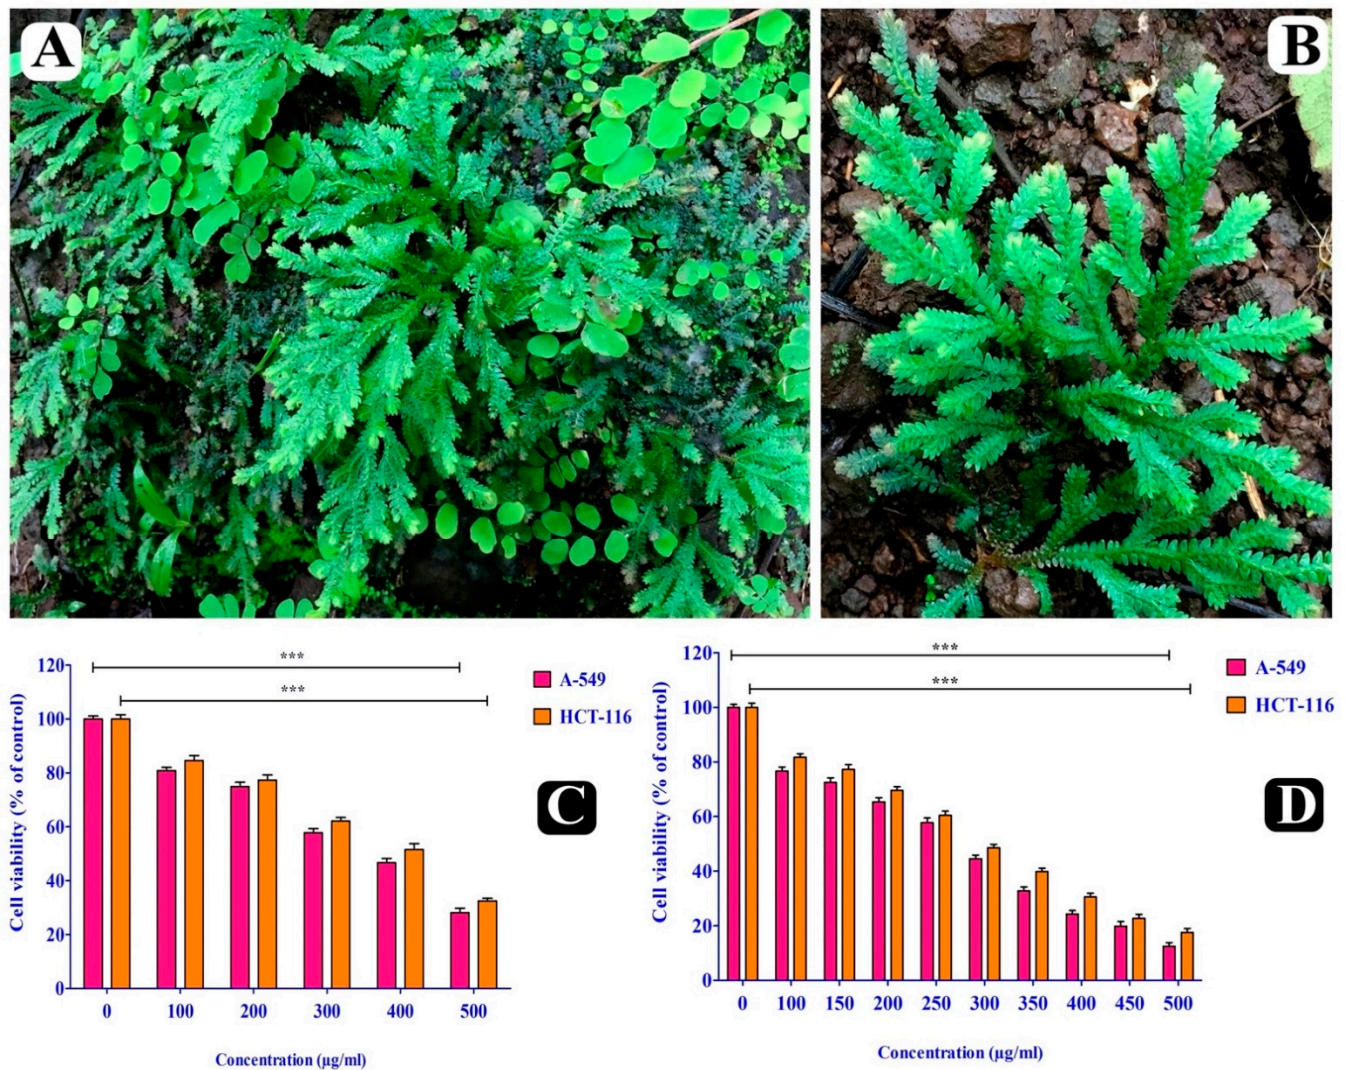 A
B
***
***
120
100
80
60
40
20
0
Cell viability (% of control)
0 100 200 300 400 500
Concentration (µg/ml)
A-549
HCT-116
C
***
***
120
100
80
60
40
20
0
Cell viability (% of control)
0 100 150 200 250 300 350 400 450 500
Concentration (µg/ml)
A-549
HCT-116
D